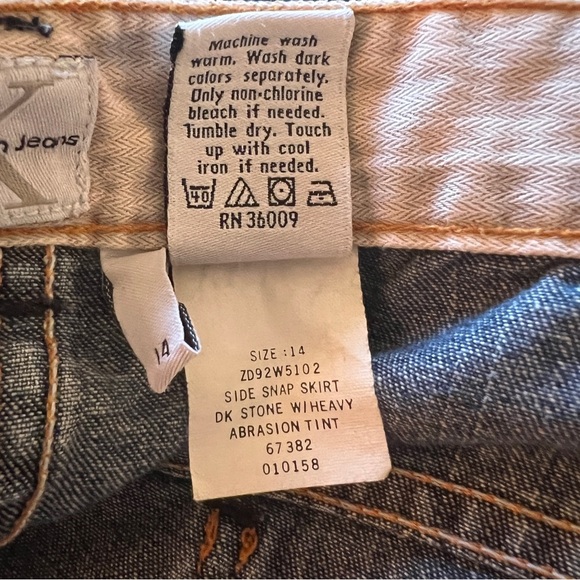 K
Jeans
Machine wash
warm. Wash dark
colors separately.
Only non-chlorine
bleach if needed.
Tumble dry. Touch
up with cool
iron if needed.
40
RN 36009
14
SIZE :14
ZD92W5102
SIDE SNAP SKIRT
DK STONE W/HEAVY
ABRASION TINT
67382
010158